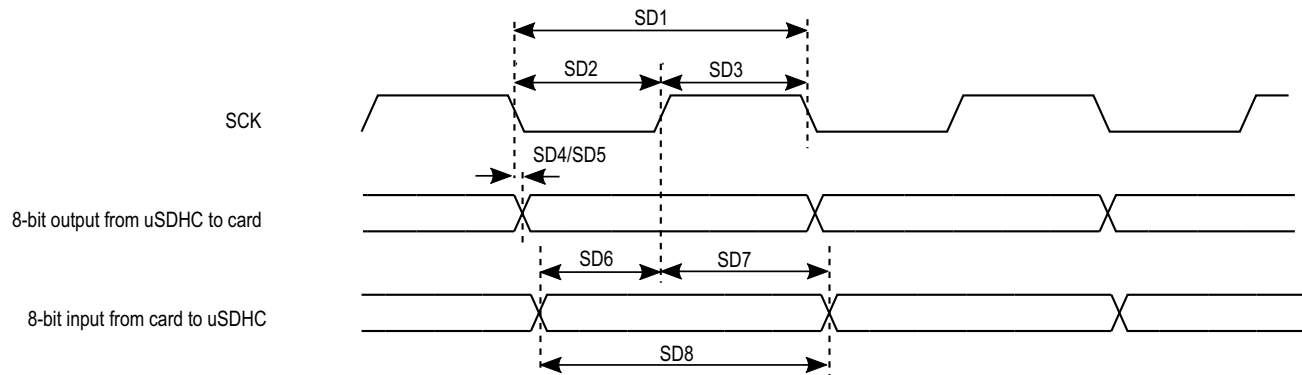 SD1
SD2
SD3
SCK
SD4/SD5
8-bit output from uSDHC to card
SD6
SD7
8-bit input from card to uSDHC
SD8